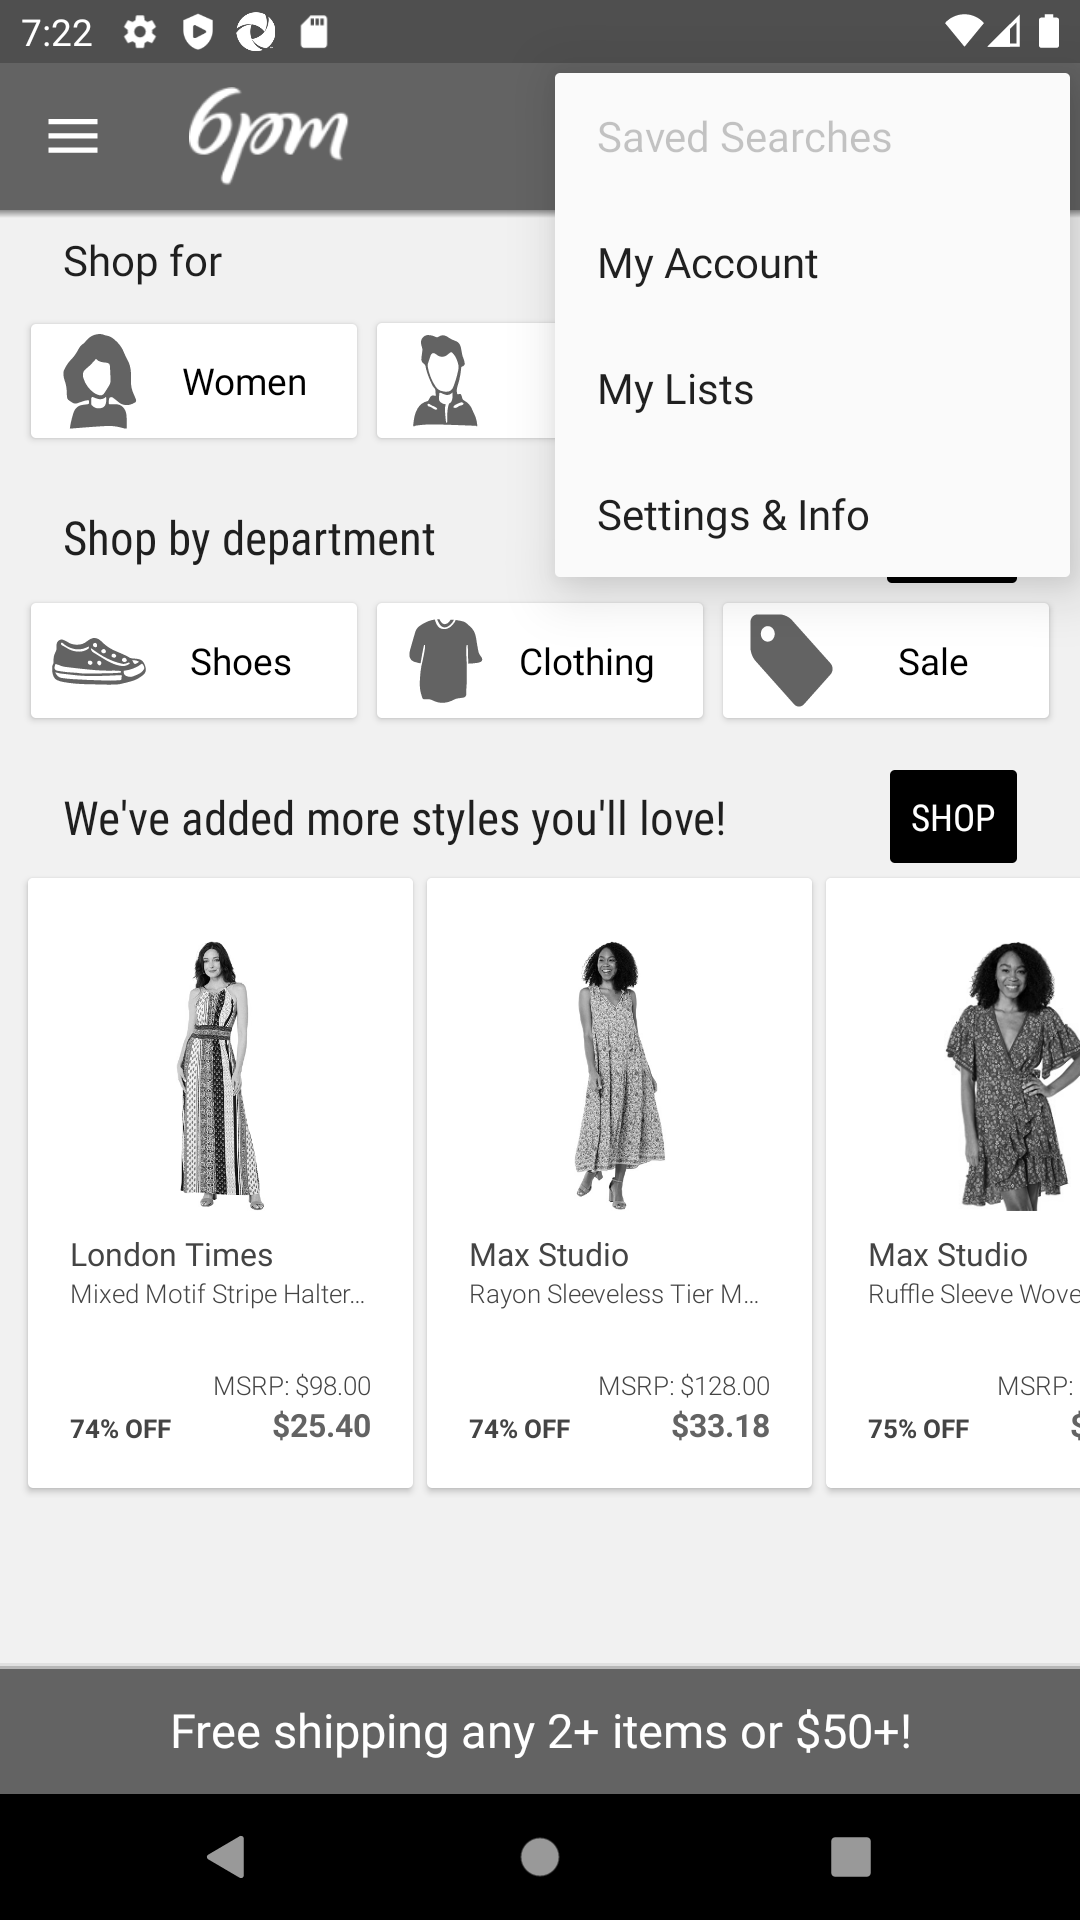 7:22
6pm
Saved Searches
My Account
My Lists
Settings & Info
Shop for
Women
Shop by department
Shoes
Clothing
Sale
We've added more styles you'll love!
SHOP
London Times
Mixed Motif Stripe Halter...
MSRP: $98.00
74% OFF
$25.40
Max Studio
Rayon Sleeveless Tier M...
MSRP: $128.00
74% OFF
$33.18
Max Studio
Ruffle Sleeve Wove
MSRP:
75% OFF
$
Free shipping any 2+ items or $50+!